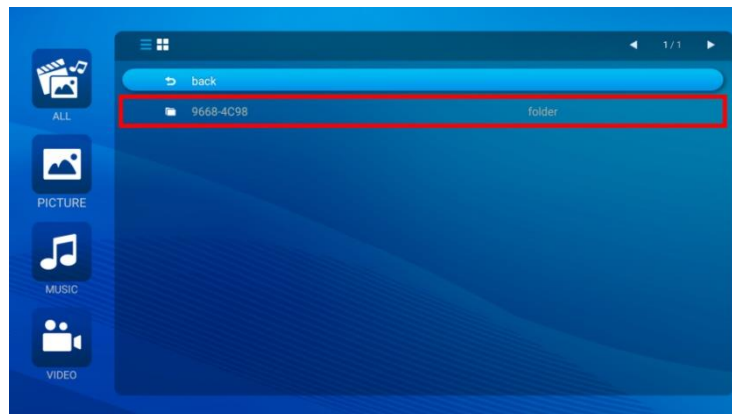 1/1
back
9668-4C98 folder
ALL
PICTURE
MUSIC
VIDEO